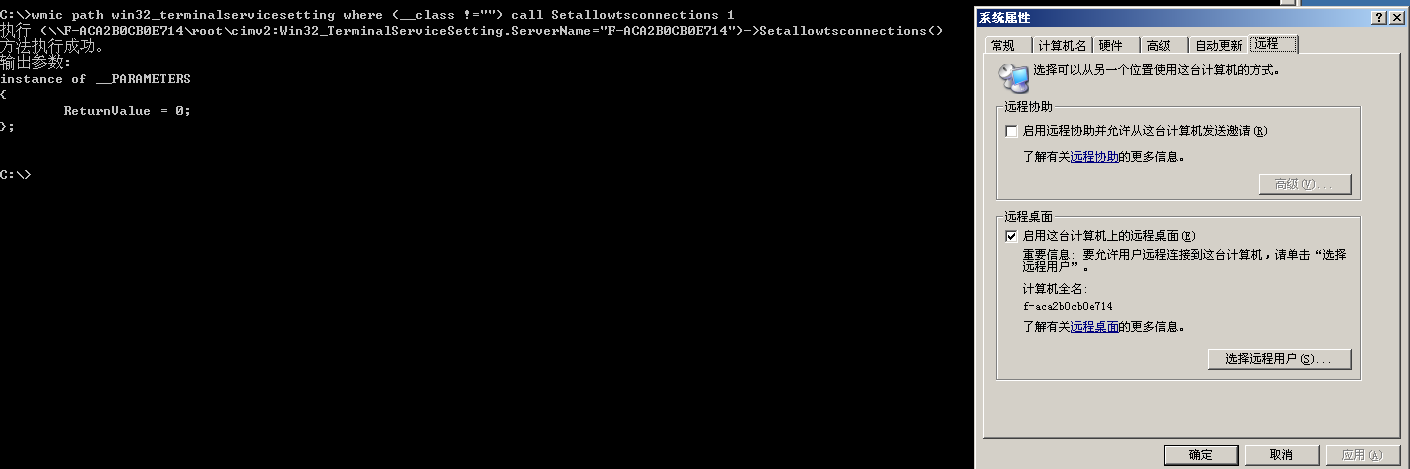 C:\>wmic path win32_terminalservicesetting where (__class !="") call Setallowtsconnections 1
执行 (\\F-ACA2B0CB0E714\root\cimv2:Win32_TerminalServiceSetting.ServerName="F-ACA2B0CB0E714")->Setallowtsconnections()
方法执行成功。
输出参数:
instance of __PARAMETERS
{
        ReturnValue = 0;
};
C:\>
系统属性
常规 计算机名 硬件 高级 自动更新 远程
选择可以从另一个位置使用这台计算机的方式。
远程协助
启用远程协助并允许从这台计算机发送邀请(R)
了解有关远程协助的更多信息。
高级(V)...
远程桌面
启用这台计算机上的远程桌面(E)
重要信息: 要允许用户远程连接到这台计算机，请单击“选择
远程用户”。
计算机全名:
f-aca2b0cb0e714
了解有关远程桌面的更多信息。
选择远程用户(S)...
确定 取消 应用(A)